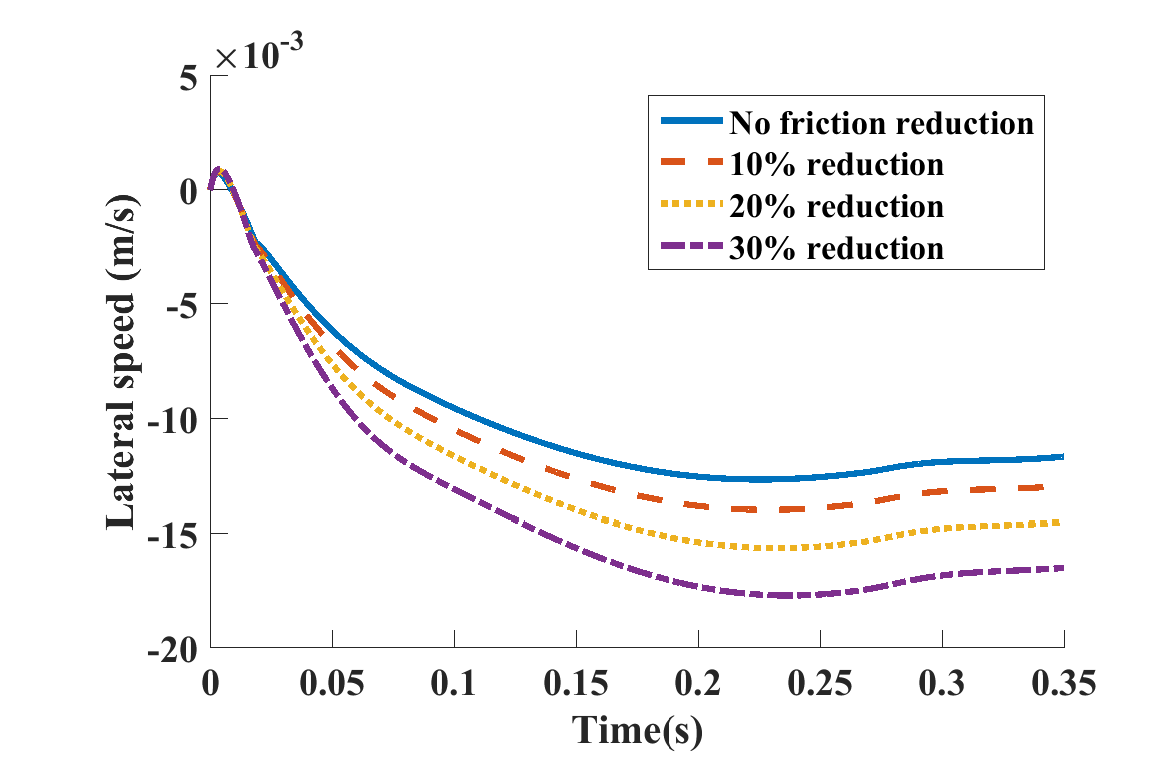 ×10-3
5
0
-5
-10
-15
-20
Lateral speed (m/s)
No friction reduction
10% reduction
20% reduction
30% reduction
0 0.05 0.1 0.15 0.2 0.25 0.3 0.35
Time(s)